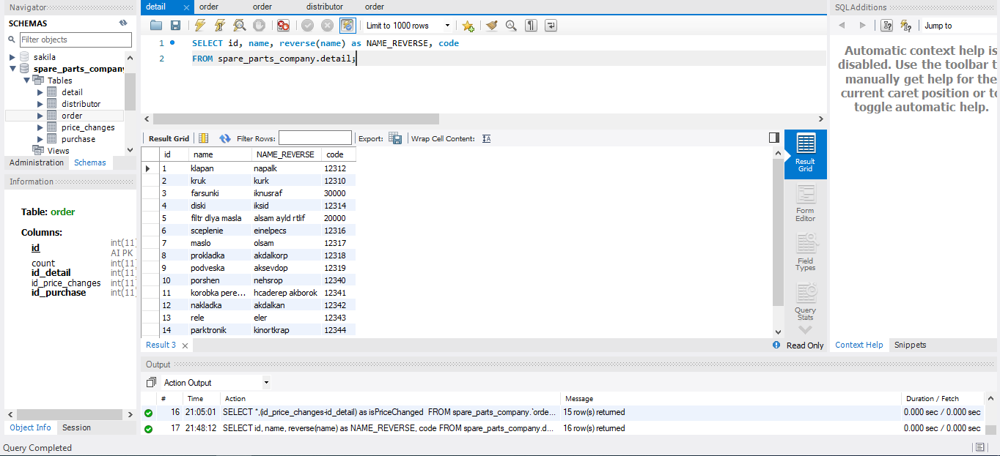 Navigator
SCHEMAS
Filter objects
sakila
spare_parts_company
Tables
detail
distributor
order
price_changes
purchase
Views
Administration Schemas
Information
Table: order
Columns:
id int(11)
AI PK
count int(11)
id_detail int(11)
id_price_changes int(11)
id_purchase int(11)
Object Info Session
Query Completed
detail order order distributor order
Limit to 1000 rows
1 SELECT id, name, reverse(name) as NAME_REVERSE, code
2 FROM spare_parts_company.detail;
Result Grid Filter Rows: Export: Wrap Cell Content:
id name NAME_REVERSE code
1 klapan napalk 12312
2 kruk kurk 12310
3 farsunki iknusraf 30000
4 diski iksid 12314
5 filtr dlya masla alsam ayld rtlif 20000
6 sceplenie einelpecs 12316
7 maslo olsam 12317
8 prokladka akdalkorp 12318
9 podveska aksevdop 12319
10 porshen nehsrop 12340
11 korobka pere... hcaderep akborok 12341
12 nakladka akdalkan 12342
13 rele eler 12343
14 parktronik kinortkrap 12344
Result Grid
Form Editor
Field Types
Query Stats
Result 3
Read Only
Output
Action Output
# Time Action Message Duration / Fetch
16 21:05:01 SELECT *,(id_price_changes-id_detail) as isPriceChanged FROM spare_parts_company.`orde... 15 row(s) returned 0.000 sec / 0.000 sec
17 21:48:12 SELECT id, name, reverse(name) as NAME_REVERSE, code FROM spare_parts_company.d... 16 row(s) returned 0.000 sec / 0.000 sec
SQLAdditions
Jump to
Automatic context help is
disabled. Use the toolbar t
manually get help for the
current caret position or to
toggle automatic help.
Context Help Snippets